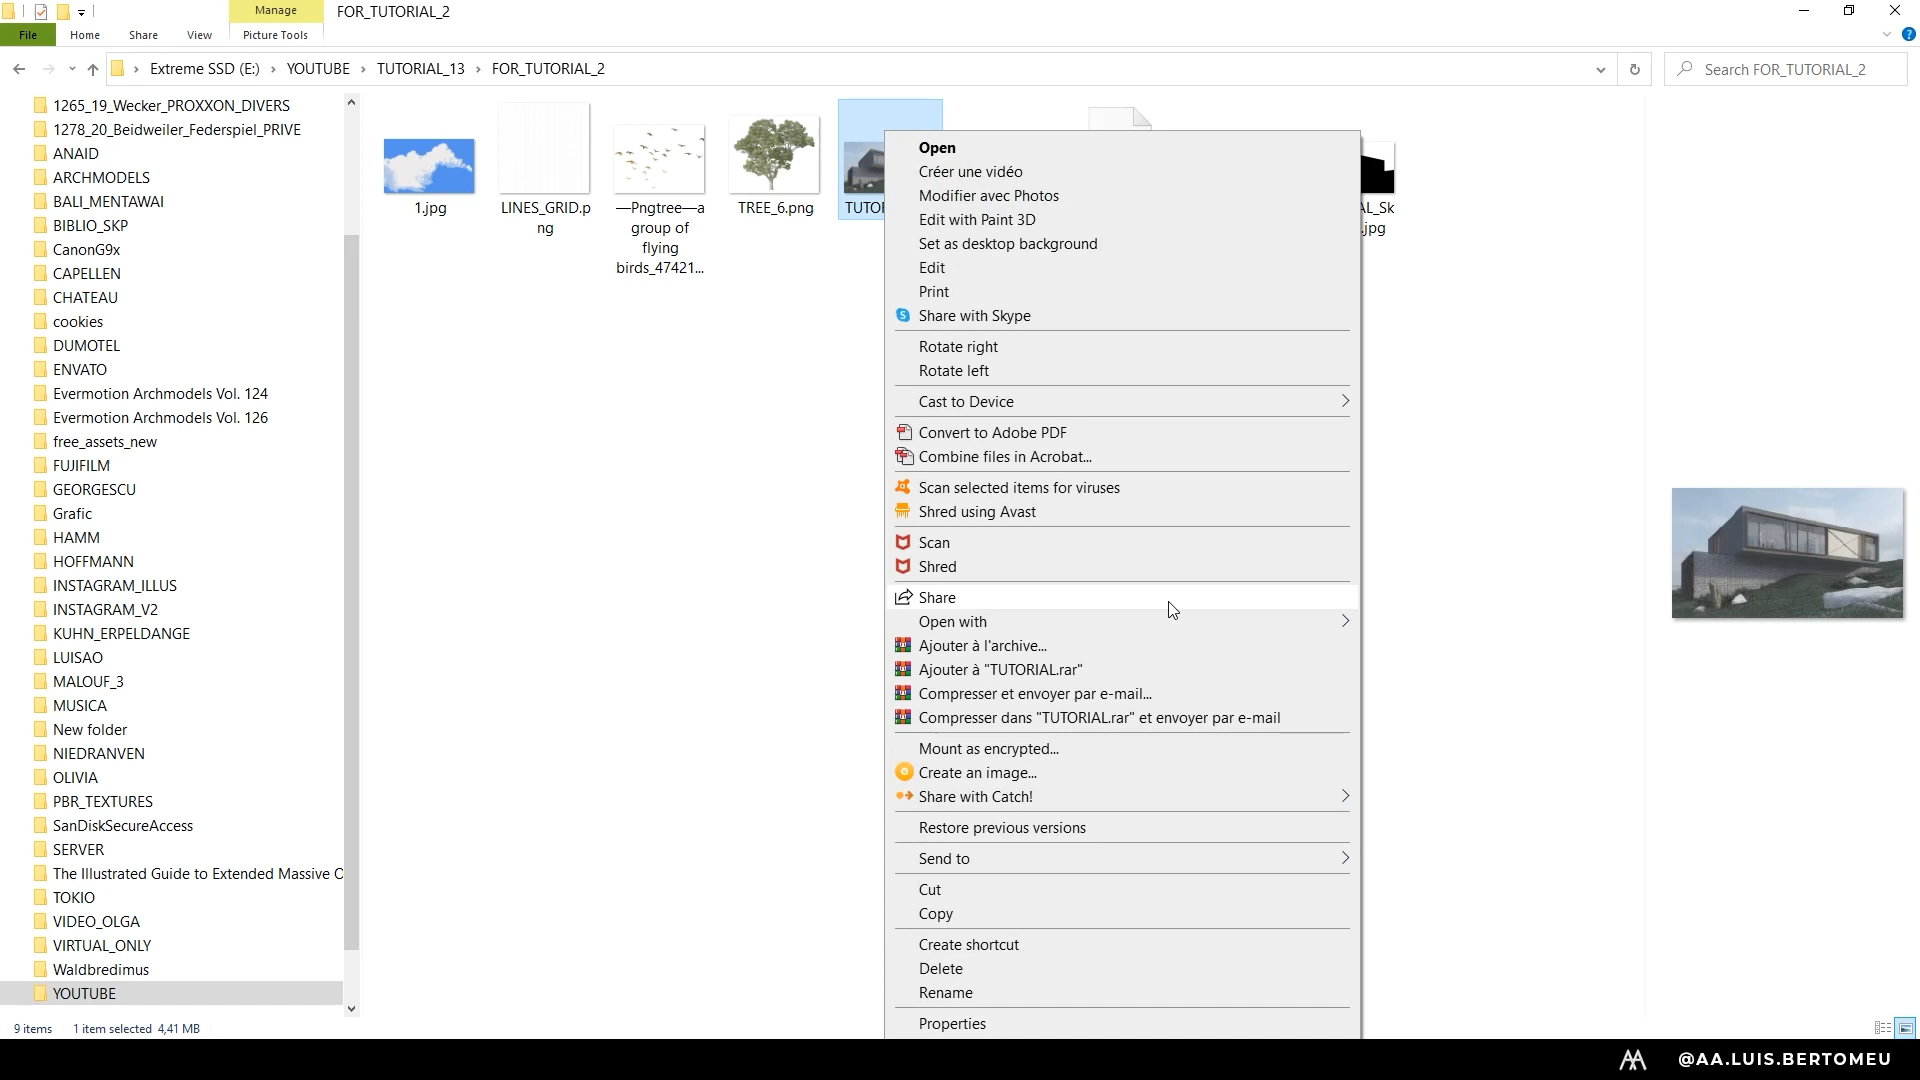 Manage
FOR_TUTORIAL_2
File
Home
Share
View
Picture Tools
Extreme SSD (E:)
YOUTUBE
TUTORIAL_13
FOR_TUTORIAL_2
Search FOR_TUTORIAL_2
1265_19_Wecker_PROXXON_DIVERS
1278_20_Beidweiler_Federspiel_PRIVE
ANAID
ARCHMODELS
BALI_MENTAWAI
BIBLIO_SKP
CanonG9x
CAPELLEN
CHATEAU
cookies
DUMOTEL
ENVATO
Evermotion Archmodels Vol. 124
Evermotion Archmodels Vol. 126
free_assets_new
FUJIFILM
GEORGESCU
Grafic
HAMM
HOFFMANN
INSTAGRAM_ILLUS
INSTAGRAM_V2
KUHN_ERPELDANGE
LUISAO
MALOUF_3
MUSICA
New folder
NIEDRANVEN
OLIVIA
PBR_TEXTURES
SanDiskSecureAccess
SERVER
The Illustrated Guide to Extended Massive O
TOKIO
VIDEO_OLGA
VIRTUAL_ONLY
Waldbredimus
YOUTUBE
1.jpg
LINES_GRID.p
ng
—Pngtree—a
group of
flying
birds_47421...
TREE_6.png
TUTOR
AL_Sk
.jpg
Open
Créer une vidéo
Modifier avec Photos
Edit with Paint 3D
Set as desktop background
Edit
Print
Share with Skype
Rotate right
Rotate left
Cast to Device
Convert to Adobe PDF
Combine files in Acrobat...
Scan selected items for viruses
Shred using Avast
Scan
Shred
Share
Open with
Ajouter à l'archive...
Ajouter à "TUTORIAL.rar"
Compresser et envoyer par e-mail...
Compresser dans "TUTORIAL.rar" et envoyer par e-mail
Mount as encrypted...
Create an image...
Share with Catch!
Restore previous versions
Send to
Cut
Copy
Create shortcut
Delete
Rename
Properties
9 items
1 item selected 4,41 MB
@AA.LUIS.BERTOMEU